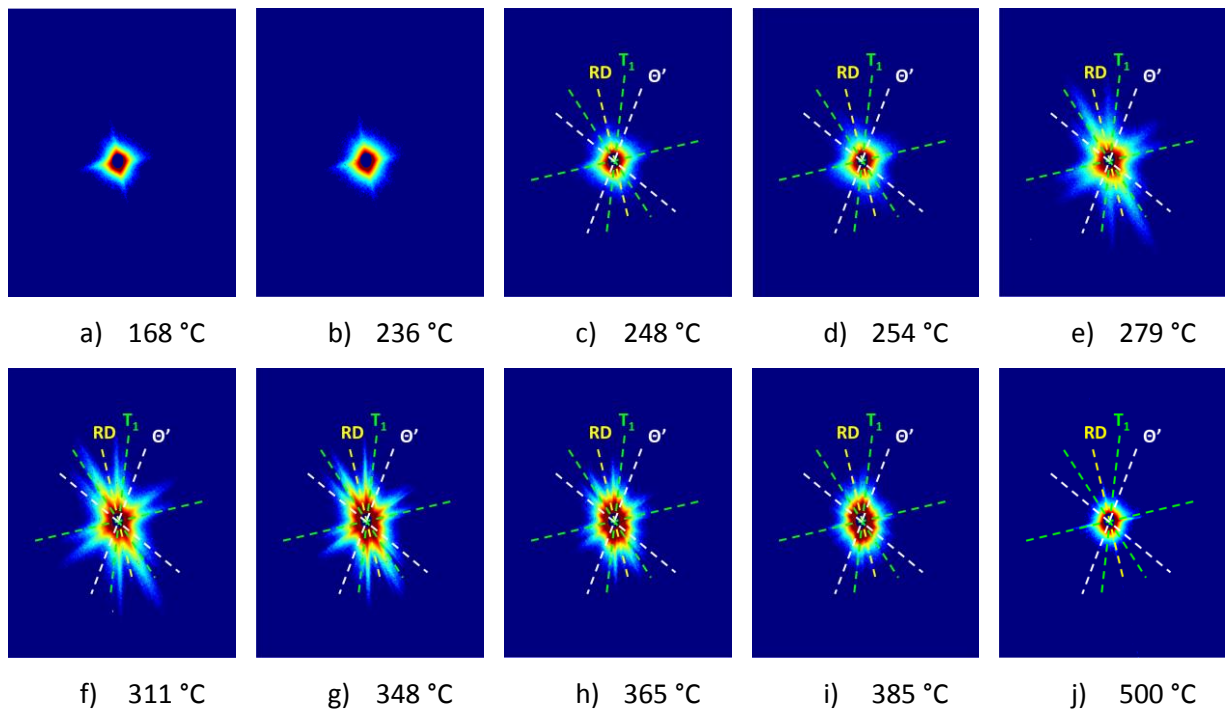 RD T₁ Θ’
RD T₁ Θ’
RD T₁ Θ’
a) 168 °C
b) 236 °C
c) 248 °C
d) 254 °C
e) 279 °C
RD T₁ Θ’
RD T₁ Θ’
RD T₁ Θ’
RD T₁ Θ’
RD T₁ Θ’
f) 311 °C
g) 348 °C
h) 365 °C
i) 385 °C
j) 500 °C